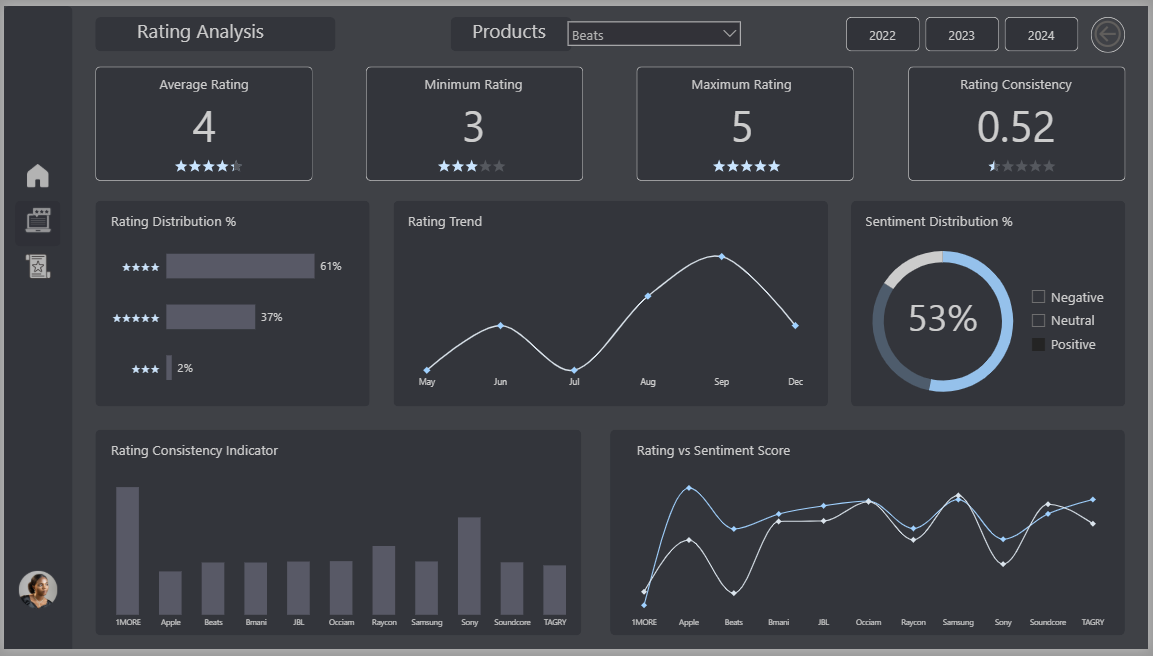 Rating Analysis
Products
Beats
2022
2023
2024
Average Rating
4
Minimum Rating
3
Maximum Rating
5
Rating Consistency
0.52
Rating Distribution %
61%
37%
2%
Rating Trend
May Jun Jul Aug Sep Dec
Sentiment Distribution %
53%
Negative
Neutral
Positive
Rating Consistency Indicator
1MORE Apple Beats Bmani JBL Occiam Raycon Samsung Sony Soundcore TAGRY
Rating vs Sentiment Score
1MORE Apple Beats Bmani JBL Occiam Raycon Samsung Sony Soundcore TAGRY